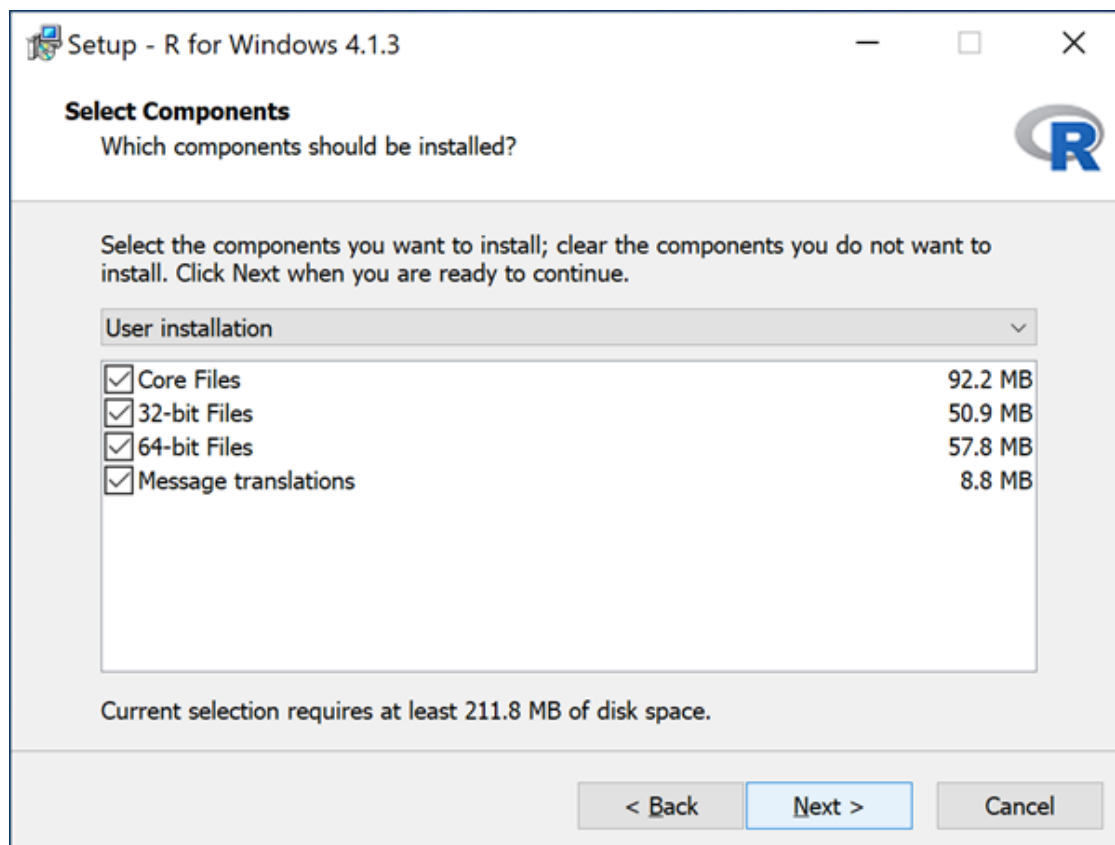 Setup - R for Windows 4.1.3
Select Components
Which components should be installed?
R
Select the components you want to install; clear the components you do not want to
install. Click Next when you are ready to continue.
User installation
Core Files 92.2 MB
32-bit Files 50.9 MB
64-bit Files 57.8 MB
Message translations 8.8 MB
Current selection requires at least 211.8 MB of disk space.
< Back Next > Cancel